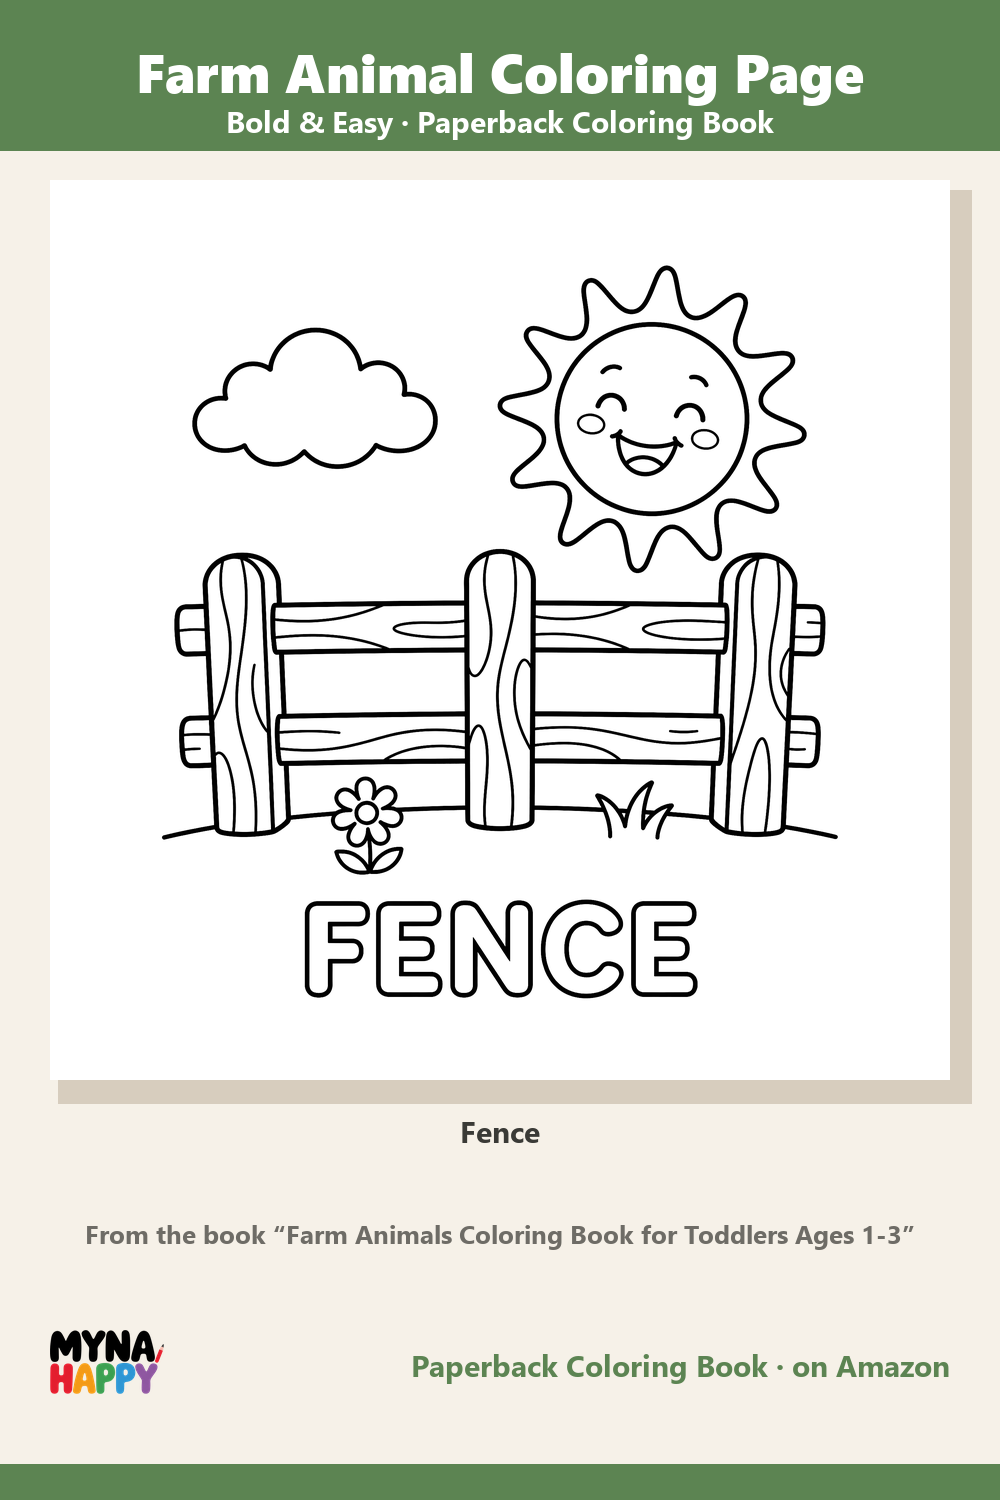 Farm Animal Coloring Page
Bold & Easy · Paperback Coloring Book
FENCE
Fence
From the book “Farm Animals Coloring Book for Toddlers Ages 1-3”
MYNA
HAPPY
Paperback Coloring Book · on Amazon